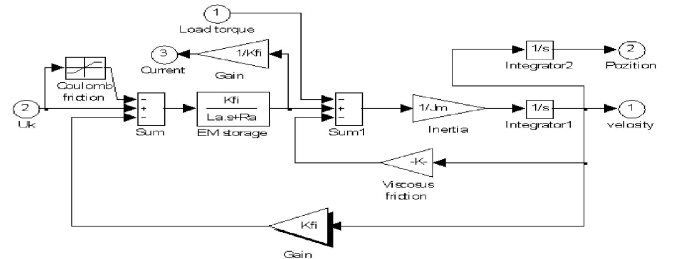 1
Load torque
3
Current
1/Kfi
Gain
1/s
Integrator2
2
Pozition
Coulomb
friction
2
Uk
Sum
Kfi
La.s+Ra
EM storage
Sum1
1/Jm
Inertia
1/s
Integrator1
1
velosity
-K-
Viscosus
friction
Kfi
Gain